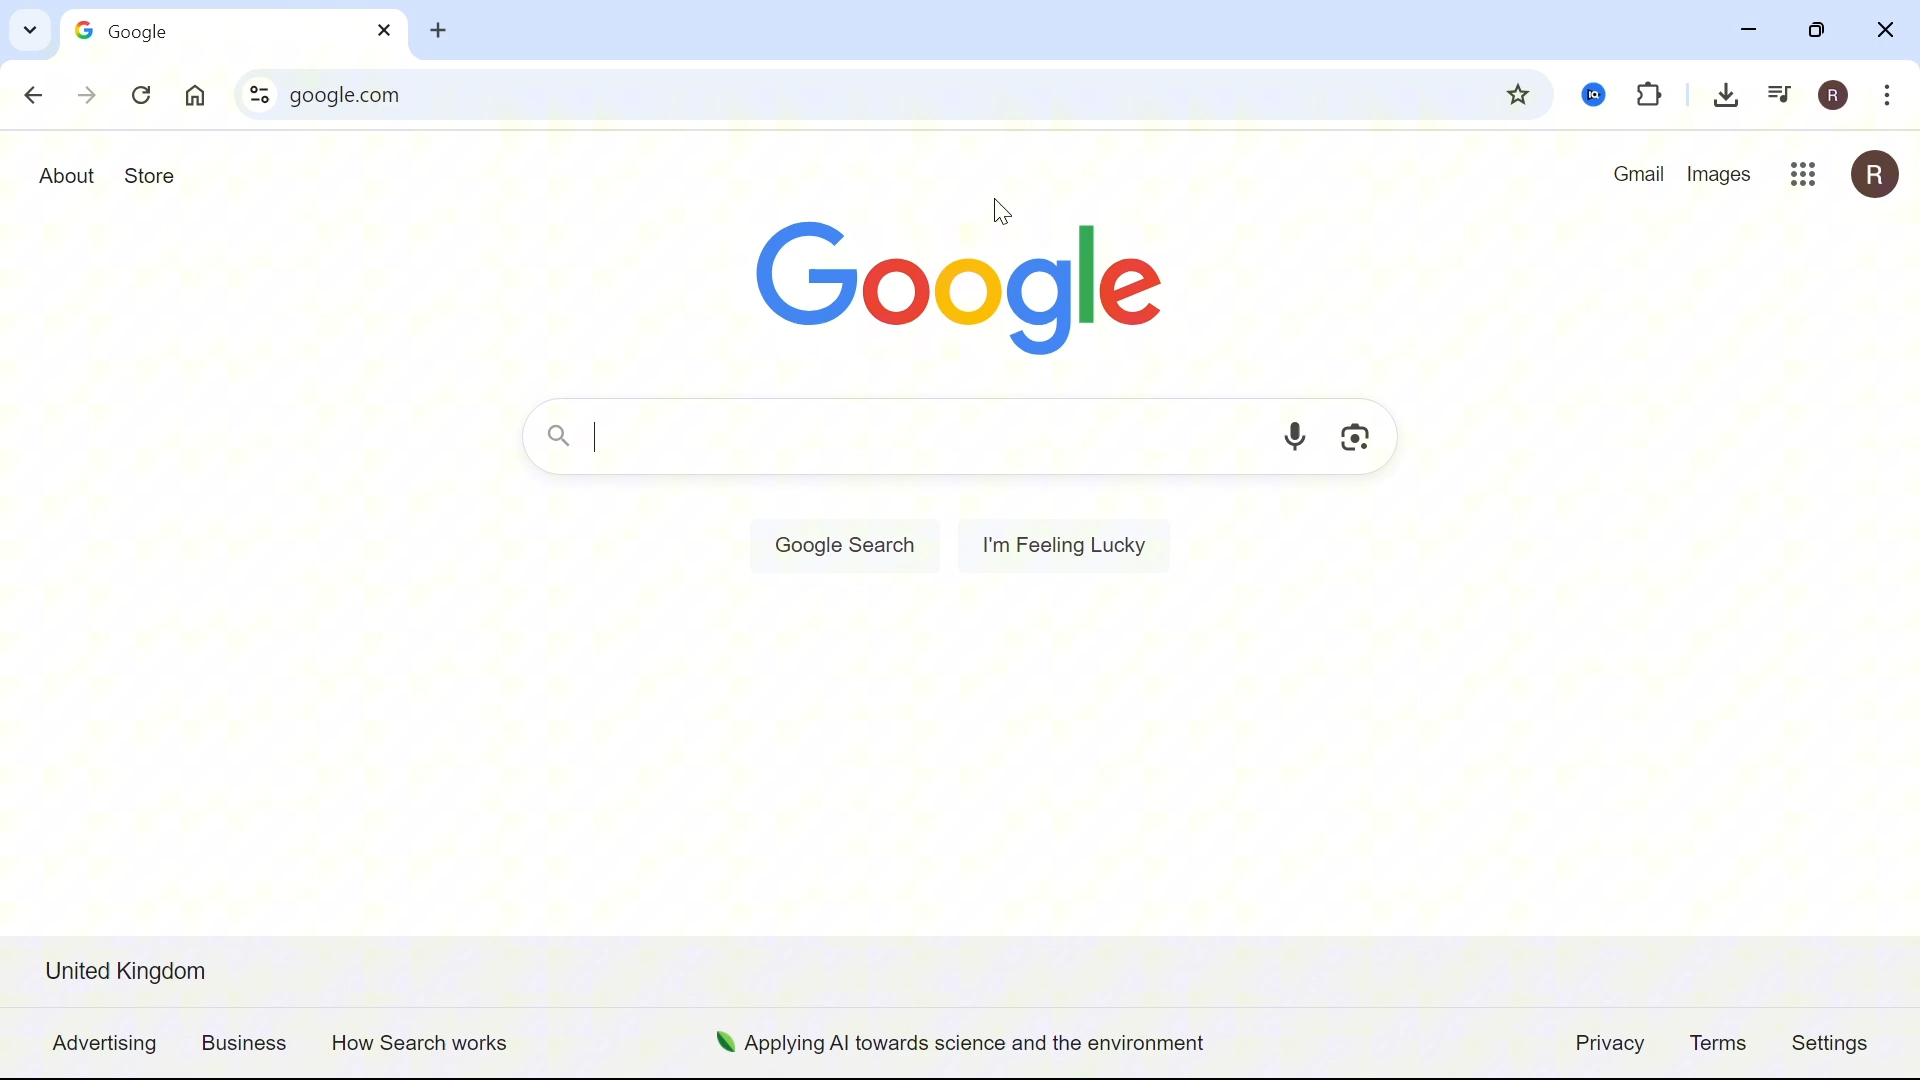 Google
google.com
R
About Store
Gmail Images
R
Google
Google Search I'm Feeling Lucky
United Kingdom
Advertising Business How Search works
Applying AI towards science and the environment
Privacy Terms Settings